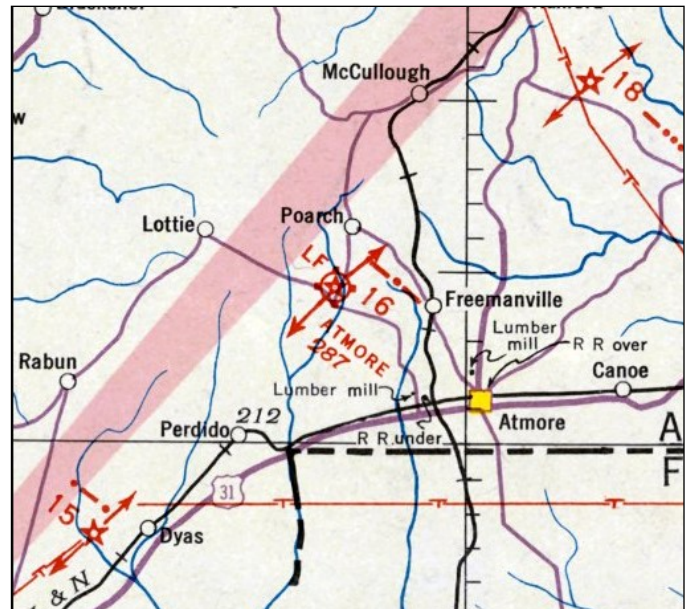 McCullough
18
w
Lottie
Poarch
LF
16
ATMORE
287
Freemanville
Lumber
mill
R R over
Canoe
Rabun
Lumber mill
Perdido
212
R R under
Atmore
A
F
31
15
Dyas
& N